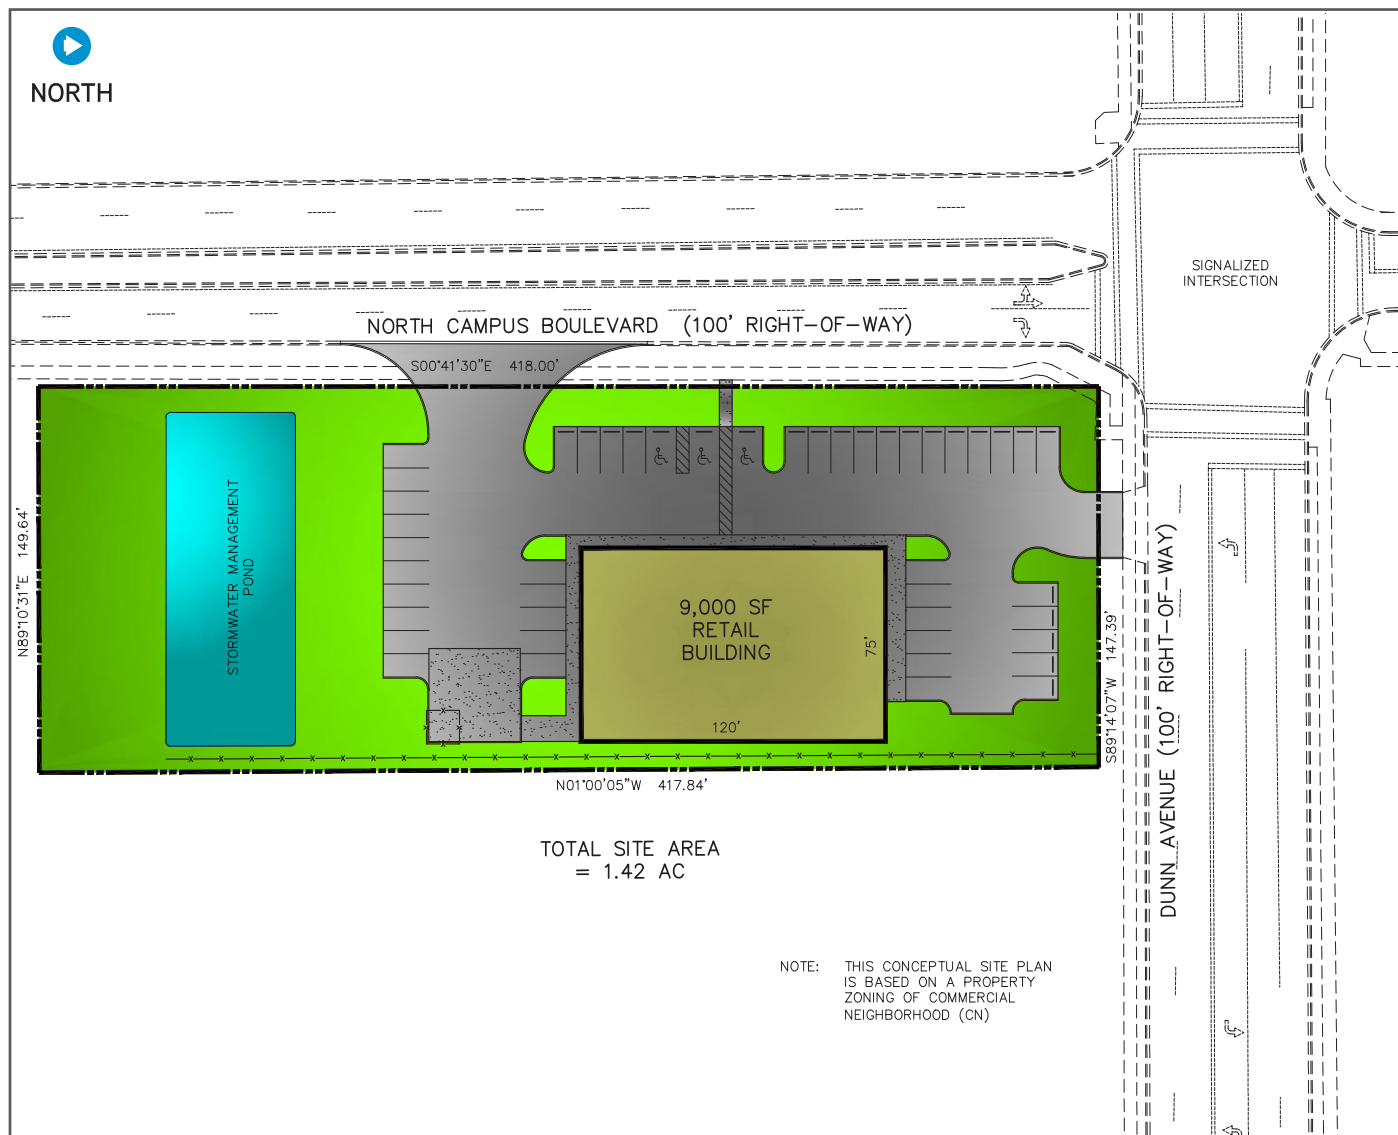 NORTH
SIGNALIZED
INTERSECTION
NORTH CAMPUS BOULEVARD (100' RIGHT-OF-WAY)
S00°41'30"E 418.00'
N89°10'31"E 149.64'
STORMWATER MANAGEMENT
POND
9,000 SF
RETAIL
BUILDING
75'
120'
S89°14'07"W 147.39'
DUNN AVENUE (100' RIGHT-OF-WAY)
N01°00'05"W 417.84'
TOTAL SITE AREA
= 1.42 AC
NOTE: THIS CONCEPTUAL SITE PLAN
IS BASED ON A PROPERTY
ZONING OF COMMERCIAL
NEIGHBORHOOD (CN)